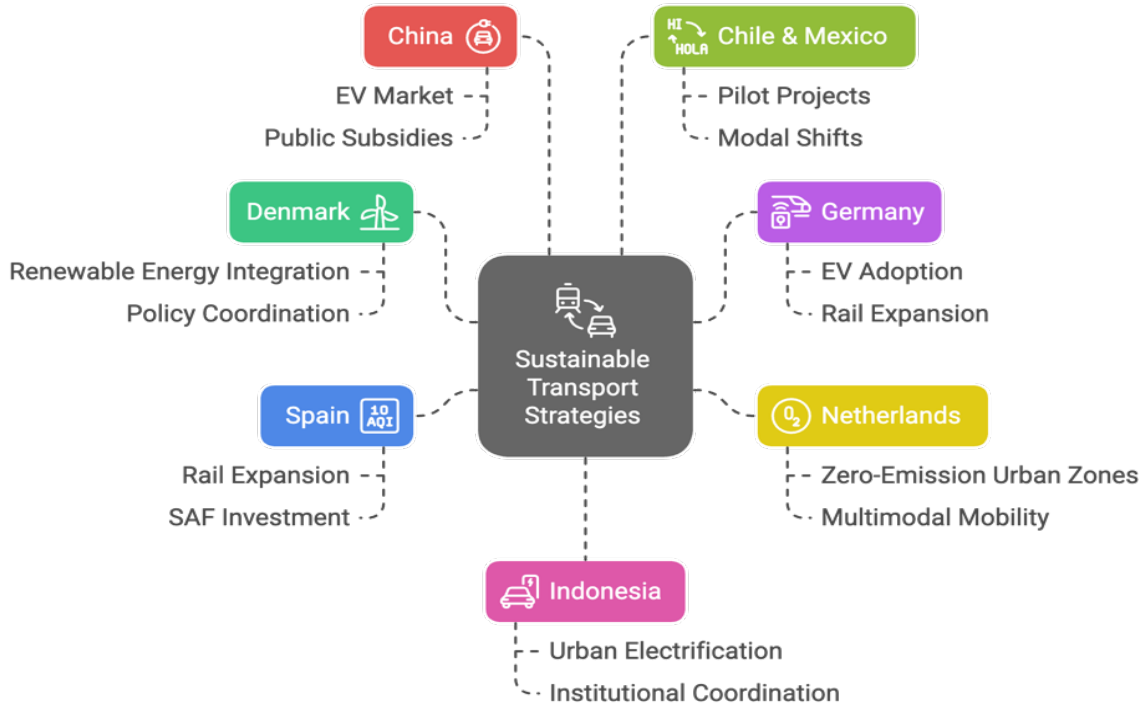 China
EV Market
Public Subsidies
HI
HOLA
Chile & Mexico
Pilot Projects
Modal Shifts
Denmark
Renewable Energy Integration
Policy Coordination
Germany
EV Adoption
Rail Expansion
Sustainable
Transport
Strategies
Spain
10
AQI
Rail Expansion
SAF Investment
O2
Netherlands
Zero-Emission Urban Zones
Multimodal Mobility
Indonesia
Urban Electrification
Institutional Coordination